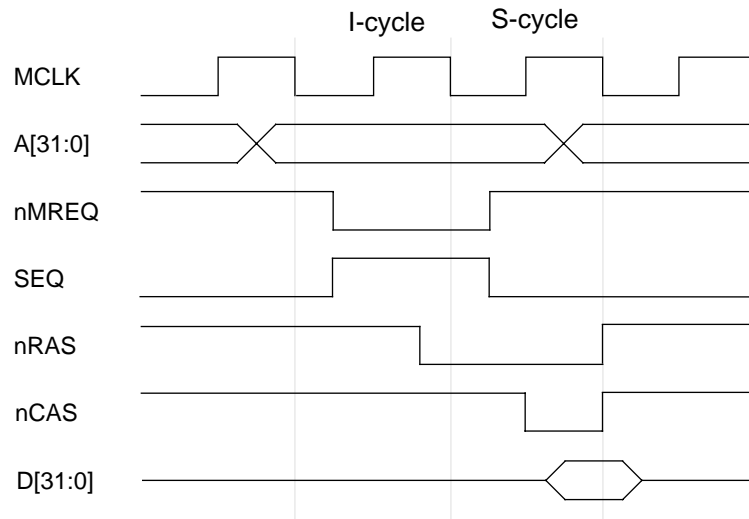 I-cycle S-cycle
MCLK
A[31:0]
nMREQ
SEQ
nRAS
nCAS
D[31:0]